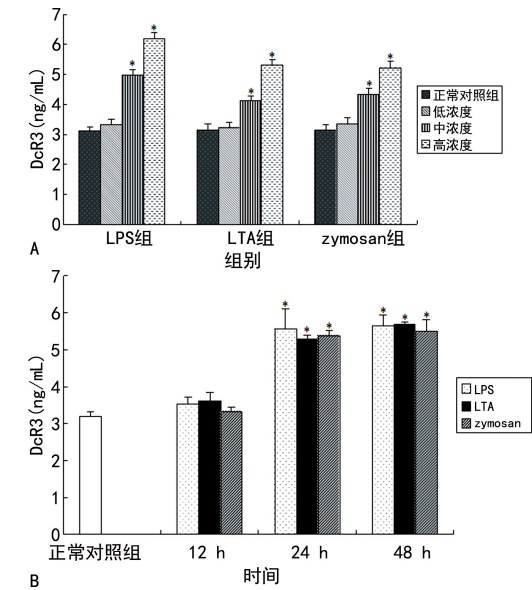 7
6
5
4
3
2
1
0
DcR3(ng/mL)
* * * * * *
正常对照组
低浓度
中浓度
高浓度
LPS组 LTA组 zymosan组
组别
A
7
6
5
4
3
2
1
0
DcR3(ng/mL)
* * * * * *
LPS
LTA
zymosan
正常对照组 12 h 24 h 48 h
时间
B